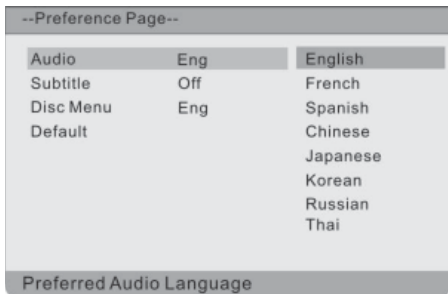 --Preference Page--
Audio Eng English
Subtitle Off French
Disc Menu Eng Spanish
Default Chinese
Japanese
Korean
Russian
Thai
Preferred Audio Language